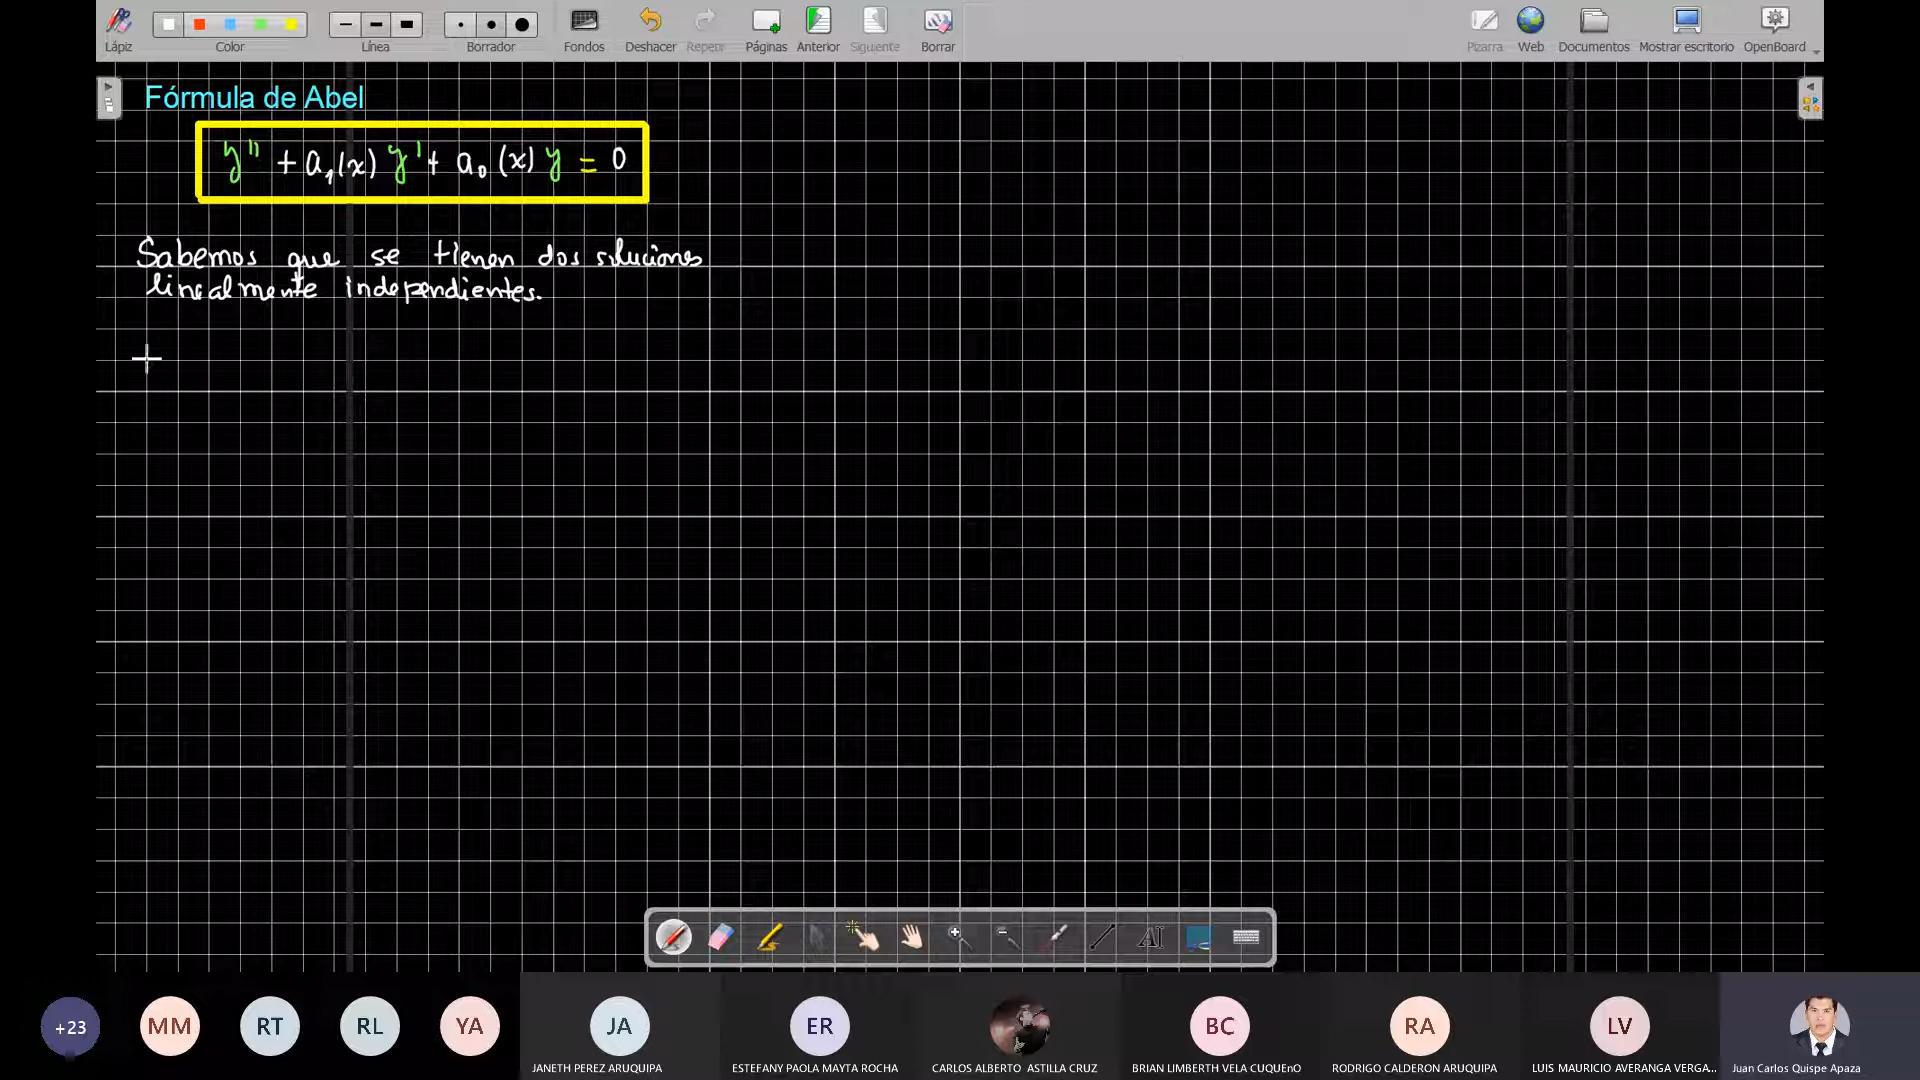 Lápiz
Color
Línea
Borrador
Fondos
Deshacer
Repetir
Páginas
Anterior
Siguiente
Borrar
Pizarra
Web
Documentos
Mostrar escritorio
OpenBoard
Fórmula de Abel
y'' + a₁(x) y' + a₀(x) y = 0
Sabemos que se tienen dos soluciones
linealmente independientes.
AI
+23
MM
RT
RL
YA
JA
ER
BC
RA
LV
JANETH PEREZ ARUQUIPA
ESTEFANY PAOLA MAYTA ROCHA
CARLOS ALBERTO ASTILLA CRUZ
BRIAN LIMBERTH VELA CUQUEnO
RODRIGO CALDERON ARUQUIPA
LUIS MAURICIO AVERANGA VERGA...
Juan Carlos Quispe Apaza